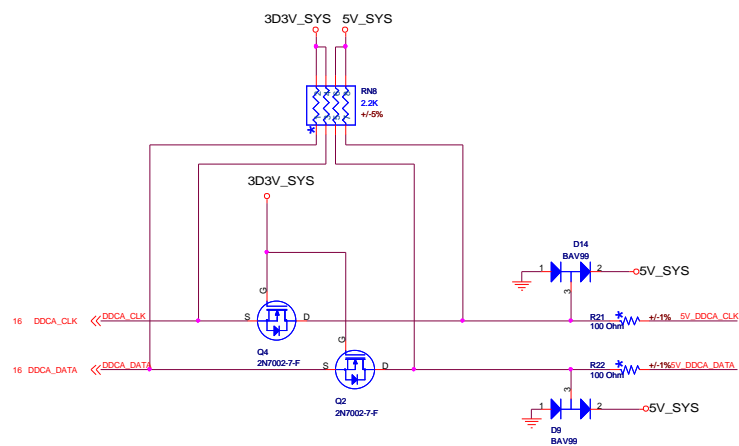 3D3V_SYS 5V_SYS
RN8
2.2K
+/-5%
*
3D3V_SYS
D14
BAV99
1 2 5V_SYS
3
G
R21 * +/-1% 5V_DDCA_CLK
100 Ohm
16 DDCA_CLK DDCA_CLK S D
Q4
2N7002-7-F
G
16 DDCA_DATA DDCA_DATA S D
R22 * +/-1% 5V_DDCA_DATA
100 Ohm
Q2
2N7002-7-F
3
1 2 5V_SYS
D9
BAV99